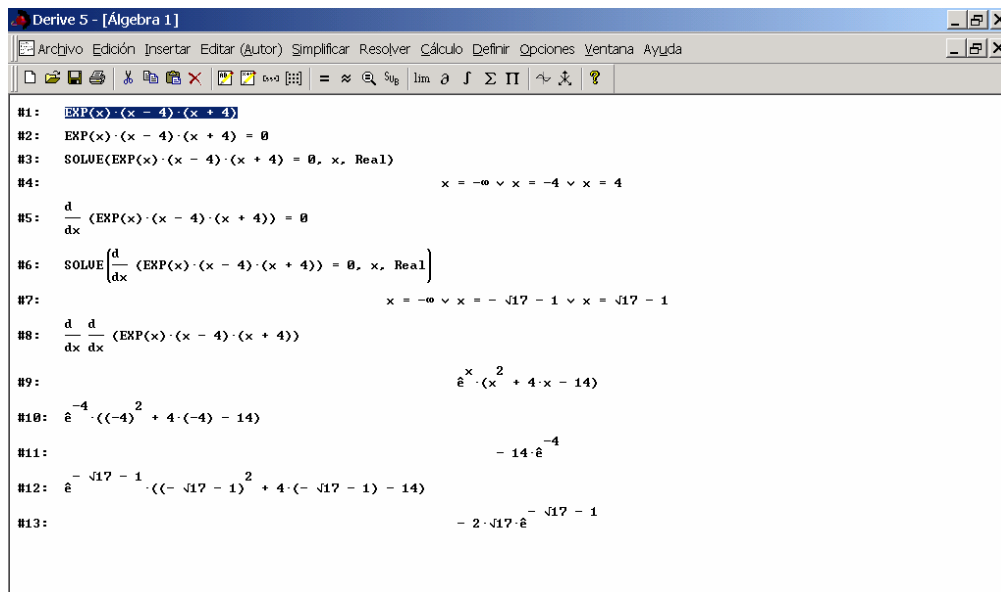 Derive 5 - [Álgebra 1]
Archivo Edición Insertar Editar (Autor) Simplificar Resolver Cálculo Definir Opciones Ventana Ayuda
= ≈ lim ∂ ∫ Σ Π
#1: EXP(x)·(x - 4)·(x + 4)
#2: EXP(x)·(x - 4)·(x + 4) = 0
#3: SOLVE(EXP(x)·(x - 4)·(x + 4) = 0, x, Real)
#4: x = -∞ ∨ x = -4 ∨ x = 4
#5: d/dx (EXP(x)·(x - 4)·(x + 4)) = 0
#6: SOLVE(d/dx (EXP(x)·(x - 4)·(x + 4)) = 0, x, Real)
#7: x = -∞ ∨ x = - √17 - 1 ∨ x = √17 - 1
#8: d/dx d/dx (EXP(x)·(x - 4)·(x + 4))
#9: ê^x·(x^2 + 4·x - 14)
#10: ê^(-4)·((-4)^2 + 4·(-4) - 14)
#11: - 14·ê^(-4)
#12: ê^(- √17 - 1)·((- √17 - 1)^2 + 4·(- √17 - 1) - 14)
#13: - 2·√17·ê^(- √17 - 1)